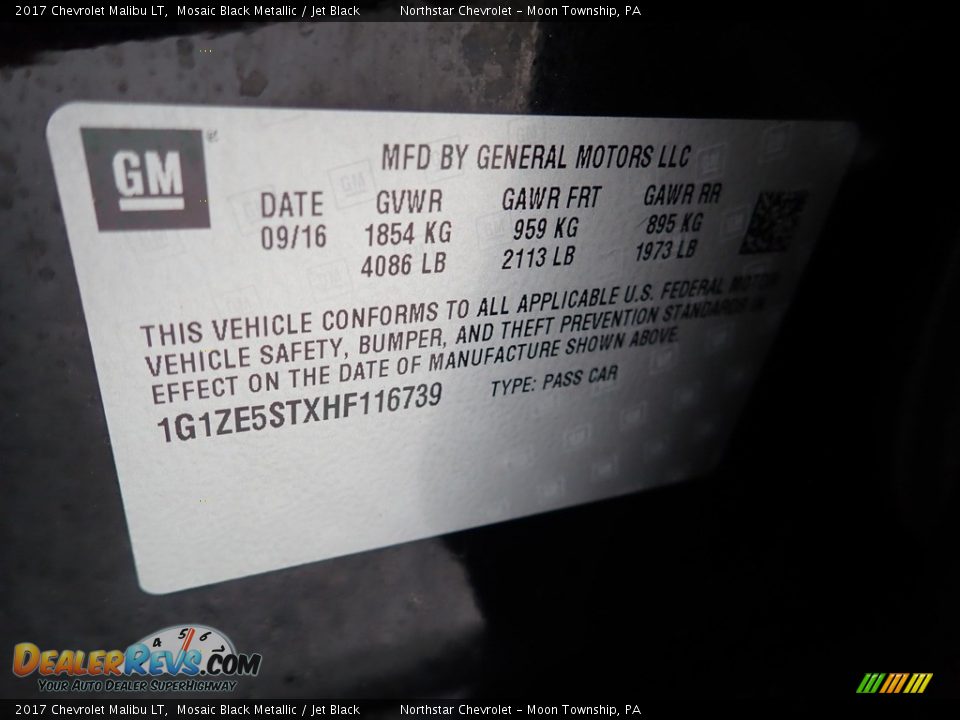 2017 Chevrolet Malibu LT, Mosaic Black Metallic / Jet Black Northstar Chevrolet - Moon Township, PA
GM
MFD BY GENERAL MOTORS LLC
DATE GVWR GAWR FRT GAWR RR
09/16 1854 KG 959 KG 895 KG
4086 LB 2113 LB 1973 LB
THIS VEHICLE CONFORMS TO ALL APPLICABLE U.S. FEDERAL MOTOR
VEHICLE SAFETY, BUMPER, AND THEFT PREVENTION STANDARDS IN
EFFECT ON THE DATE OF MANUFACTURE SHOWN ABOVE.
1G1ZE5STXHF116739 TYPE: PASS CAR
4 5 6
DealerRevs.com
Your Auto Dealer SuperHighway
2017 Chevrolet Malibu LT, Mosaic Black Metallic / Jet Black Northstar Chevrolet - Moon Township, PA